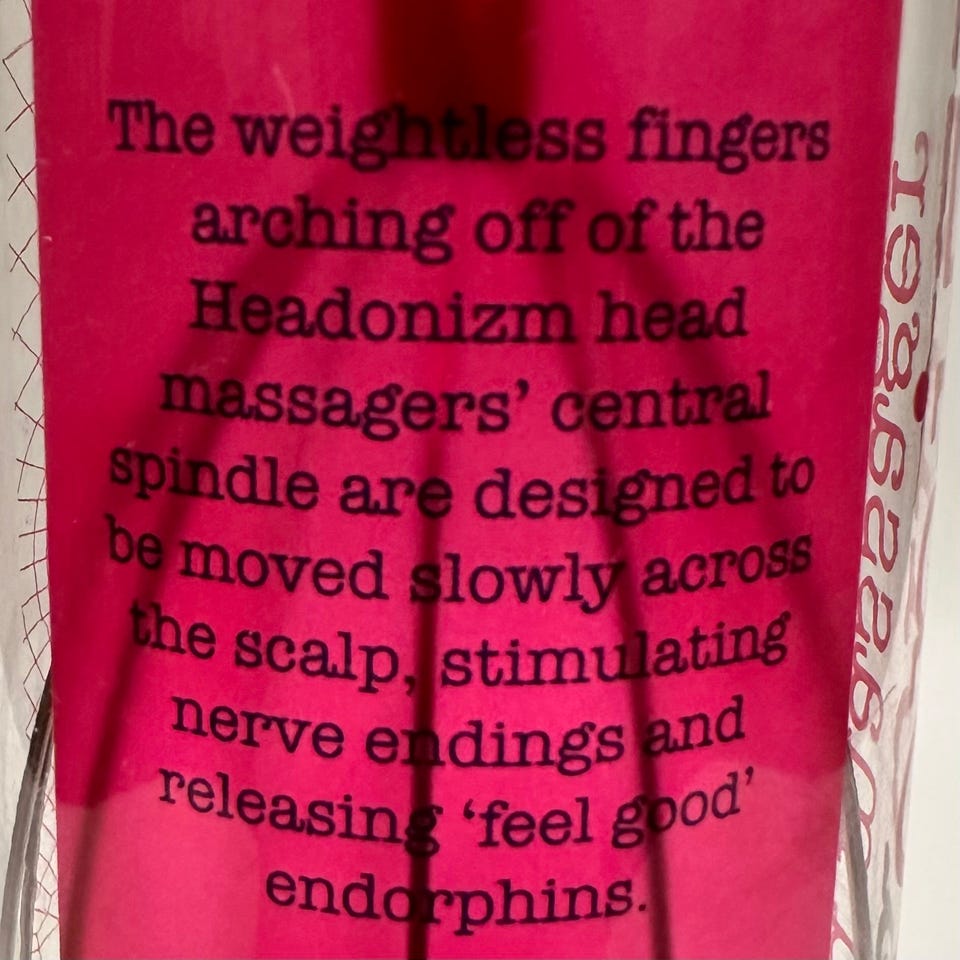 The weightless fingers
arching off of the
Headonizm head
massagers’ central
spindle are designed to
be moved slowly across
the scalp, stimulating
nerve endings and
releasing ‘feel good’
endorphins.